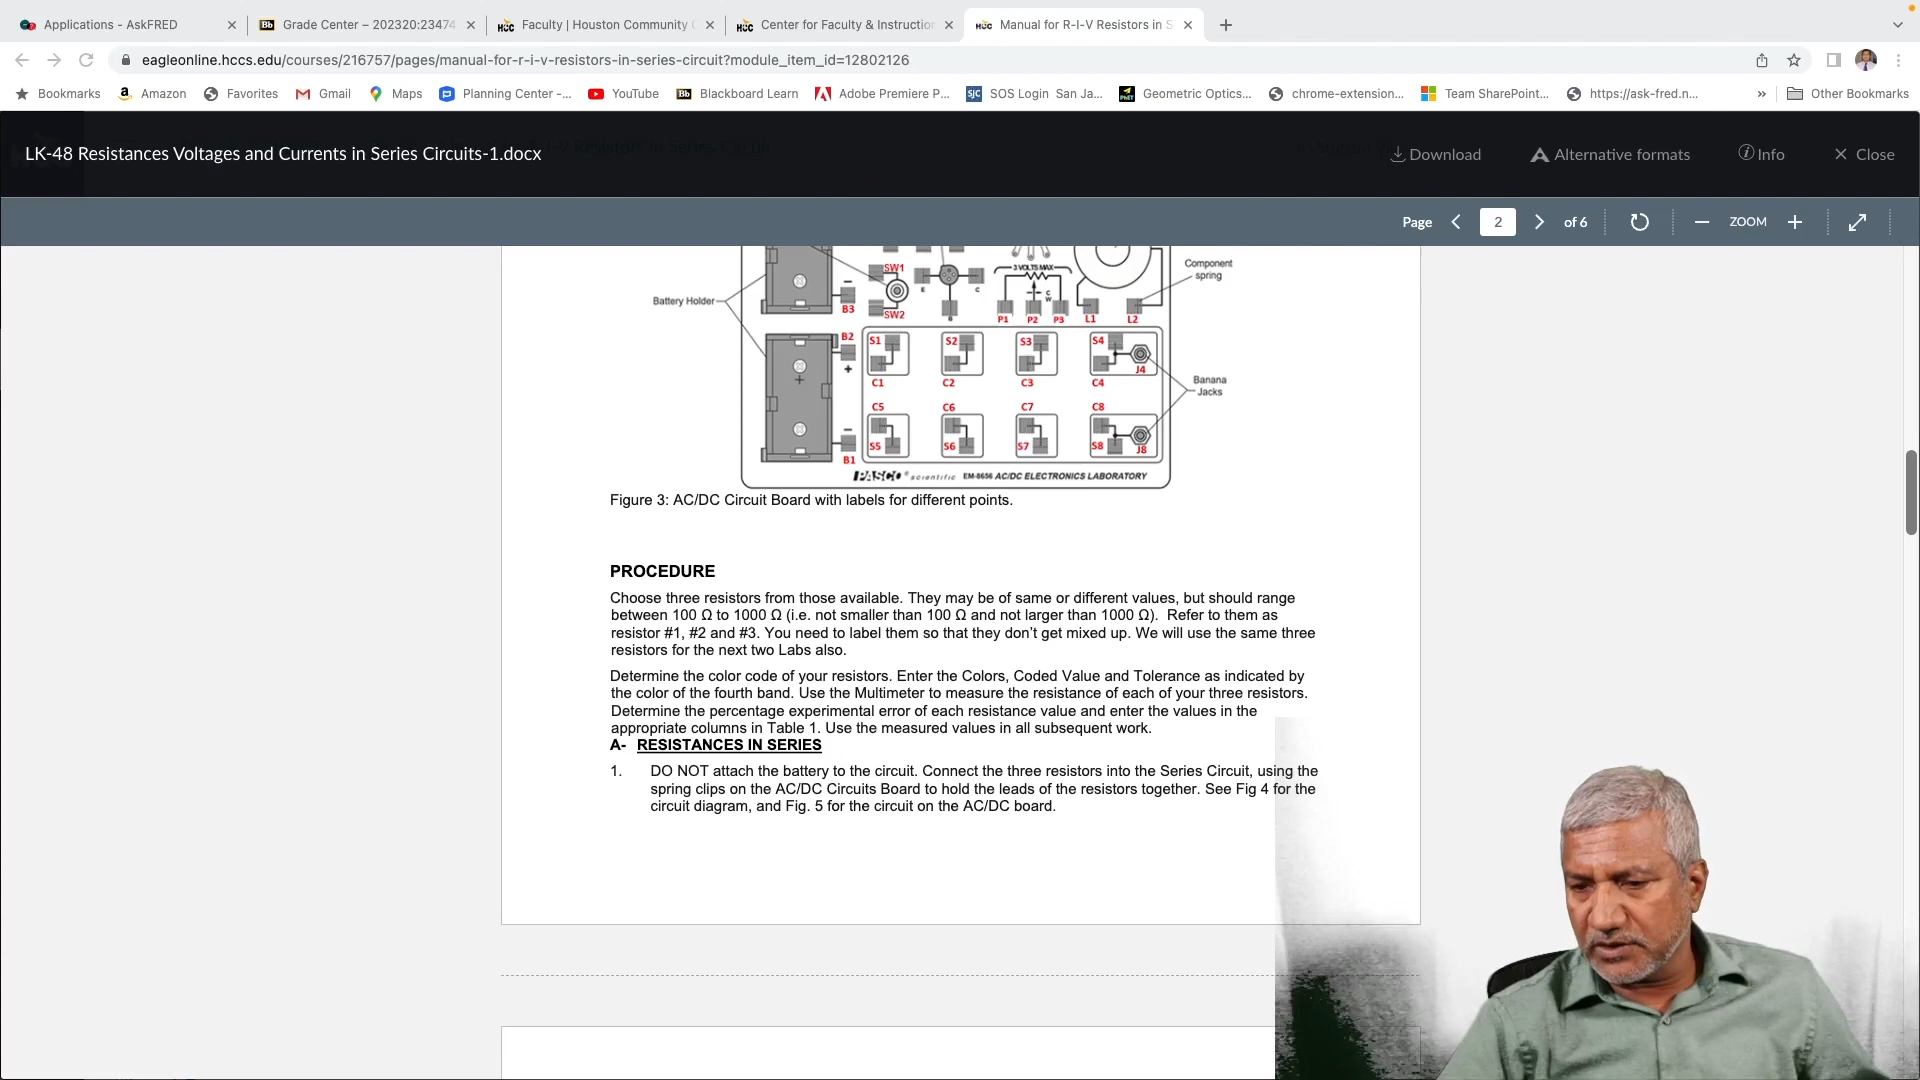 Applications - AskFRED
Grade Center – 202320:23474
Faculty | Houston Community C
Center for Faculty & Instruction
Manual for R-I-V Resistors in S
eagleonline.hccs.edu/courses/216757/pages/manual-for-r-i-v-resistors-in-series-circuit?module_item_id=12802126
Bookmarks Amazon Favorites Gmail Maps Planning Center -... YouTube Blackboard Learn Adobe Premiere P... SOS Login San Ja... Geometric Optics... chrome-extension... Team SharePoint... https://ask-fred.n... » Other Bookmarks
LK-48 Resistances Voltages and Currents in Series Circuits-1.docx
Download Alternative formats Info Close
Page 2 of 6 ZOOM
Component
spring
SW1
3 VOLTS MAX
E C
C
W
Battery Holder
B3 SW2 B P1 P2 P3 L1 L2
B2 S1 S2 S3 S4
J4
C1 C2 C3 C4
Banana
Jacks
C5 C6 C7 C8
S5 S6 S7 S8 J8
B1
PASCO scientific EM-8656 AC/DC ELECTRONICS LABORATORY
Figure 3: AC/DC Circuit Board with labels for different points.
PROCEDURE
Choose three resistors from those available. They may be of same or different values, but should range
between 100 Ω to 1000 Ω (i.e. not smaller than 100 Ω and not larger than 1000 Ω). Refer to them as
resistor #1, #2 and #3. You need to label them so that they don't get mixed up. We will use the same three
resistors for the next two Labs also.
Determine the color code of your resistors. Enter the Colors, Coded Value and Tolerance as indicated by
the color of the fourth band. Use the Multimeter to measure the resistance of each of your three resistors.
Determine the percentage experimental error of each resistance value and enter the values in the
appropriate columns in Table 1. Use the measured values in all subsequent work.
A- RESISTANCES IN SERIES
1. DO NOT attach the battery to the circuit. Connect the three resistors into the Series Circuit, using the
spring clips on the AC/DC Circuits Board to hold the leads of the resistors together. See Fig 4 for the
circuit diagram, and Fig. 5 for the circuit on the AC/DC board.